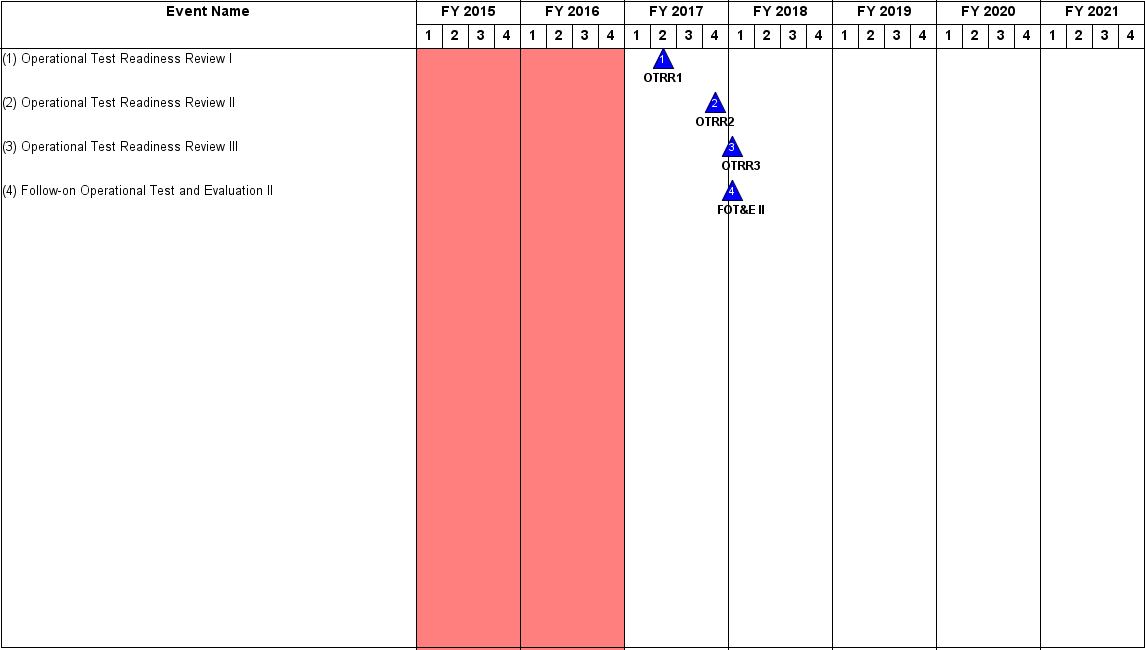 Event Name FY 2015 FY 2016 FY 2017 FY 2018 FY 2019 FY 2020 FY 2021
1 2 3 4 1 2 3 4 1 2 3 4 1 2 3 4 1 2 3 4 1 2 3 4 1 2 3 4
(1) Operational Test Readiness Review I 1
OTRR1
(2) Operational Test Readiness Review II 2
OTRR2
(3) Operational Test Readiness Review III 3
OTRR3
(4) Follow-on Operational Test and Evaluation II 4
FOT&E II